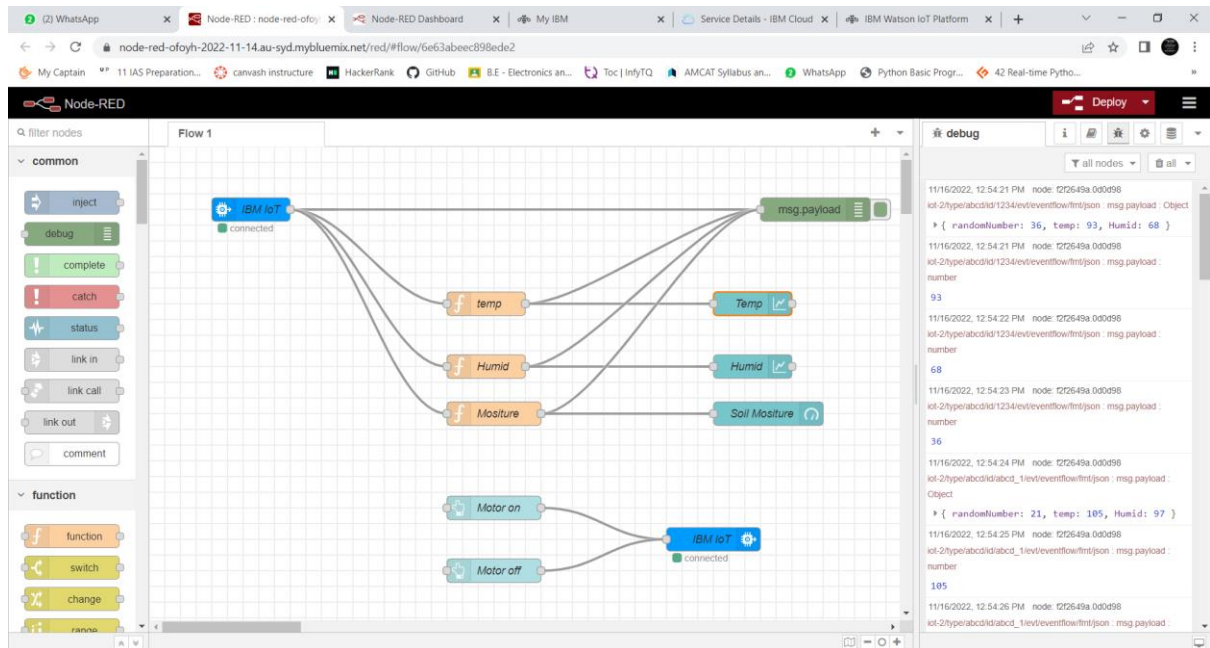 (2) WhatsApp
Node-RED : node-red-ofoy
Node-RED Dashboard
My IBM
Service Details - IBM Cloud
IBM Watson IoT Platform
node-red-ofoyh-2022-11-14.au-syd.mybluemix.net/red/#flow/6e63abeec898ede2
My Captain
11 IAS Preparation...
canvash instructure
HackerRank
GitHub
B.E - Electronics an...
Toc | InfyTQ
AMCAT Syllabus an...
WhatsApp
Python Basic Progr...
42 Real-time Pytho...
Node-RED
Deploy
filter nodes
common
inject
debug
complete
catch
status
link in
link call
link out
comment
function
function
switch
change
range
Flow 1
IBM IoT
connected
msg.payload
temp
Temp
Humid
Humid
Mositure
Soil Mositure
Motor on
IBM IoT
connected
Motor off
debug
all nodes
all
11/16/2022, 12:54:21 PM node: f2f2649a.0d0d98
iot-2/type/abcd/id/1234/evt/eventflow/fmt/json : msg.payload : Object
{ randomNumber: 36, temp: 93, Humid: 68 }
11/16/2022, 12:54:21 PM node: f2f2649a.0d0d98
iot-2/type/abcd/id/1234/evt/eventflow/fmt/json : msg.payload :
number
93
11/16/2022, 12:54:22 PM node: f2f2649a.0d0d98
iot-2/type/abcd/id/1234/evt/eventflow/fmt/json : msg.payload :
number
68
11/16/2022, 12:54:23 PM node: f2f2649a.0d0d98
iot-2/type/abcd/id/1234/evt/eventflow/fmt/json : msg.payload :
number
36
11/16/2022, 12:54:24 PM node: f2f2649a.0d0d98
iot-2/type/abcd/id/abcd_1/evt/eventflow/fmt/json : msg.payload :
Object
{ randomNumber: 21, temp: 105, Humid: 97 }
11/16/2022, 12:54:25 PM node: f2f2649a.0d0d98
iot-2/type/abcd/id/abcd_1/evt/eventflow/fmt/json : msg.payload :
number
105
11/16/2022, 12:54:26 PM node: f2f2649a.0d0d98
iot-2/type/abcd/id/abcd_1/evt/eventflow/fmt/json : msg.payload :